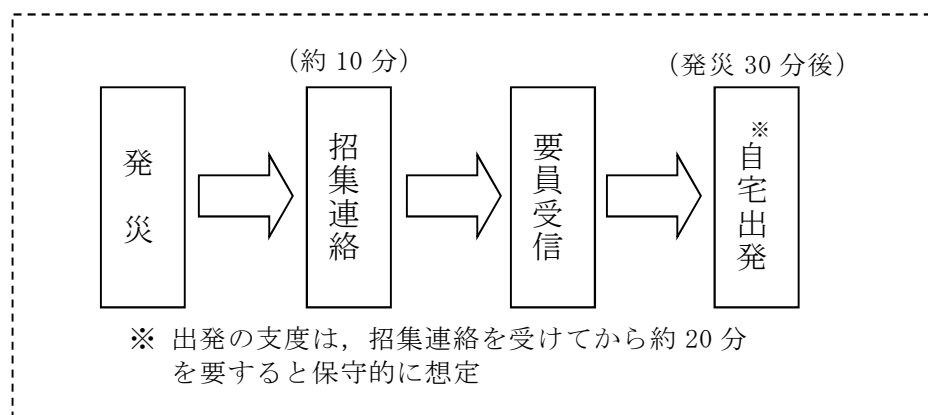 (約 10 分)
(発災 30 分後)
発災
招集連絡
要員受信
※自宅出発
※ 出発の支度は，招集連絡を受けてから約 20 分
を要すると保守的に想定